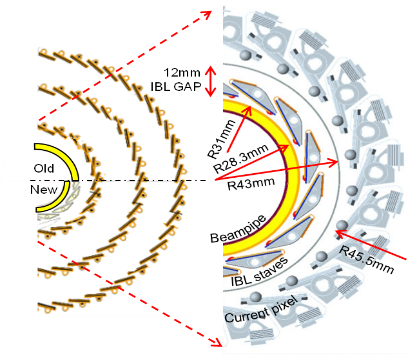 12mm
IBL GAP
R31mm
R28.3mm
R43mm
Old
New
Beampipe
IBL staves
R45.5mm
Current pixel